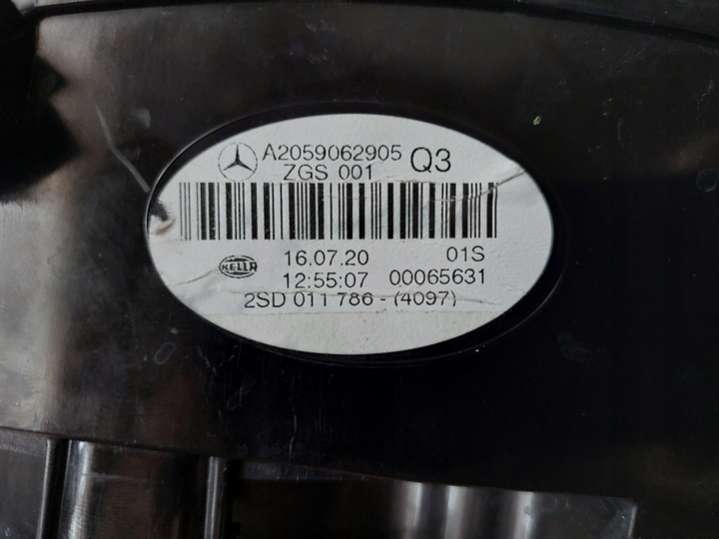 A2059062905 Q3
ZGS 001
HELLA 16.07.20 01S
12:55:07 00065631
2SD 011 786 - (4097)